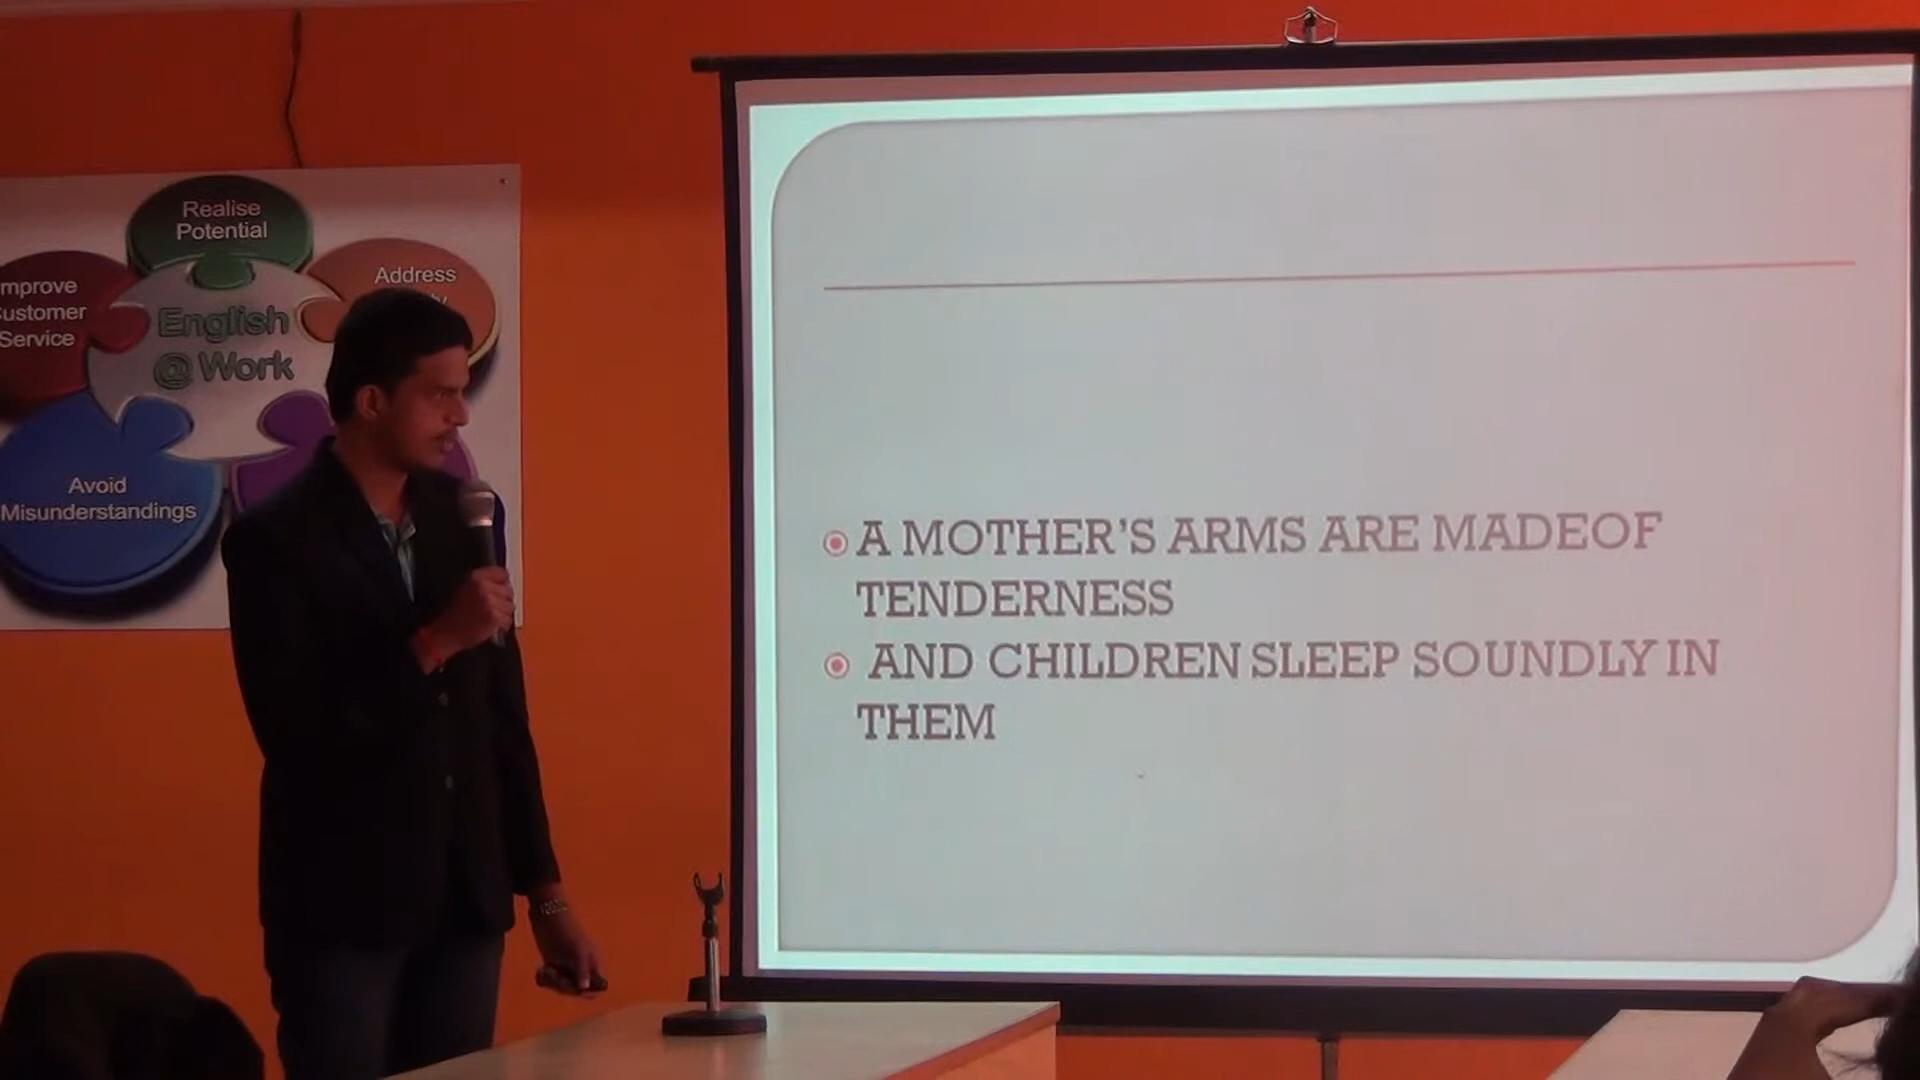 Realise
Potential
Address
mprove
ustomer
Service
English
@ Work
Avoid
Misunderstandings
A MOTHER'S ARMS ARE MADEOF
TENDERNESS
AND CHILDREN SLEEP SOUNDLY IN
THEM